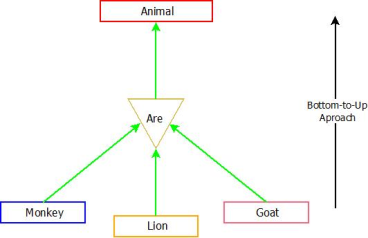 Animal
Are
Bottom-to-Up
Aproach
Monkey
Lion
Goat